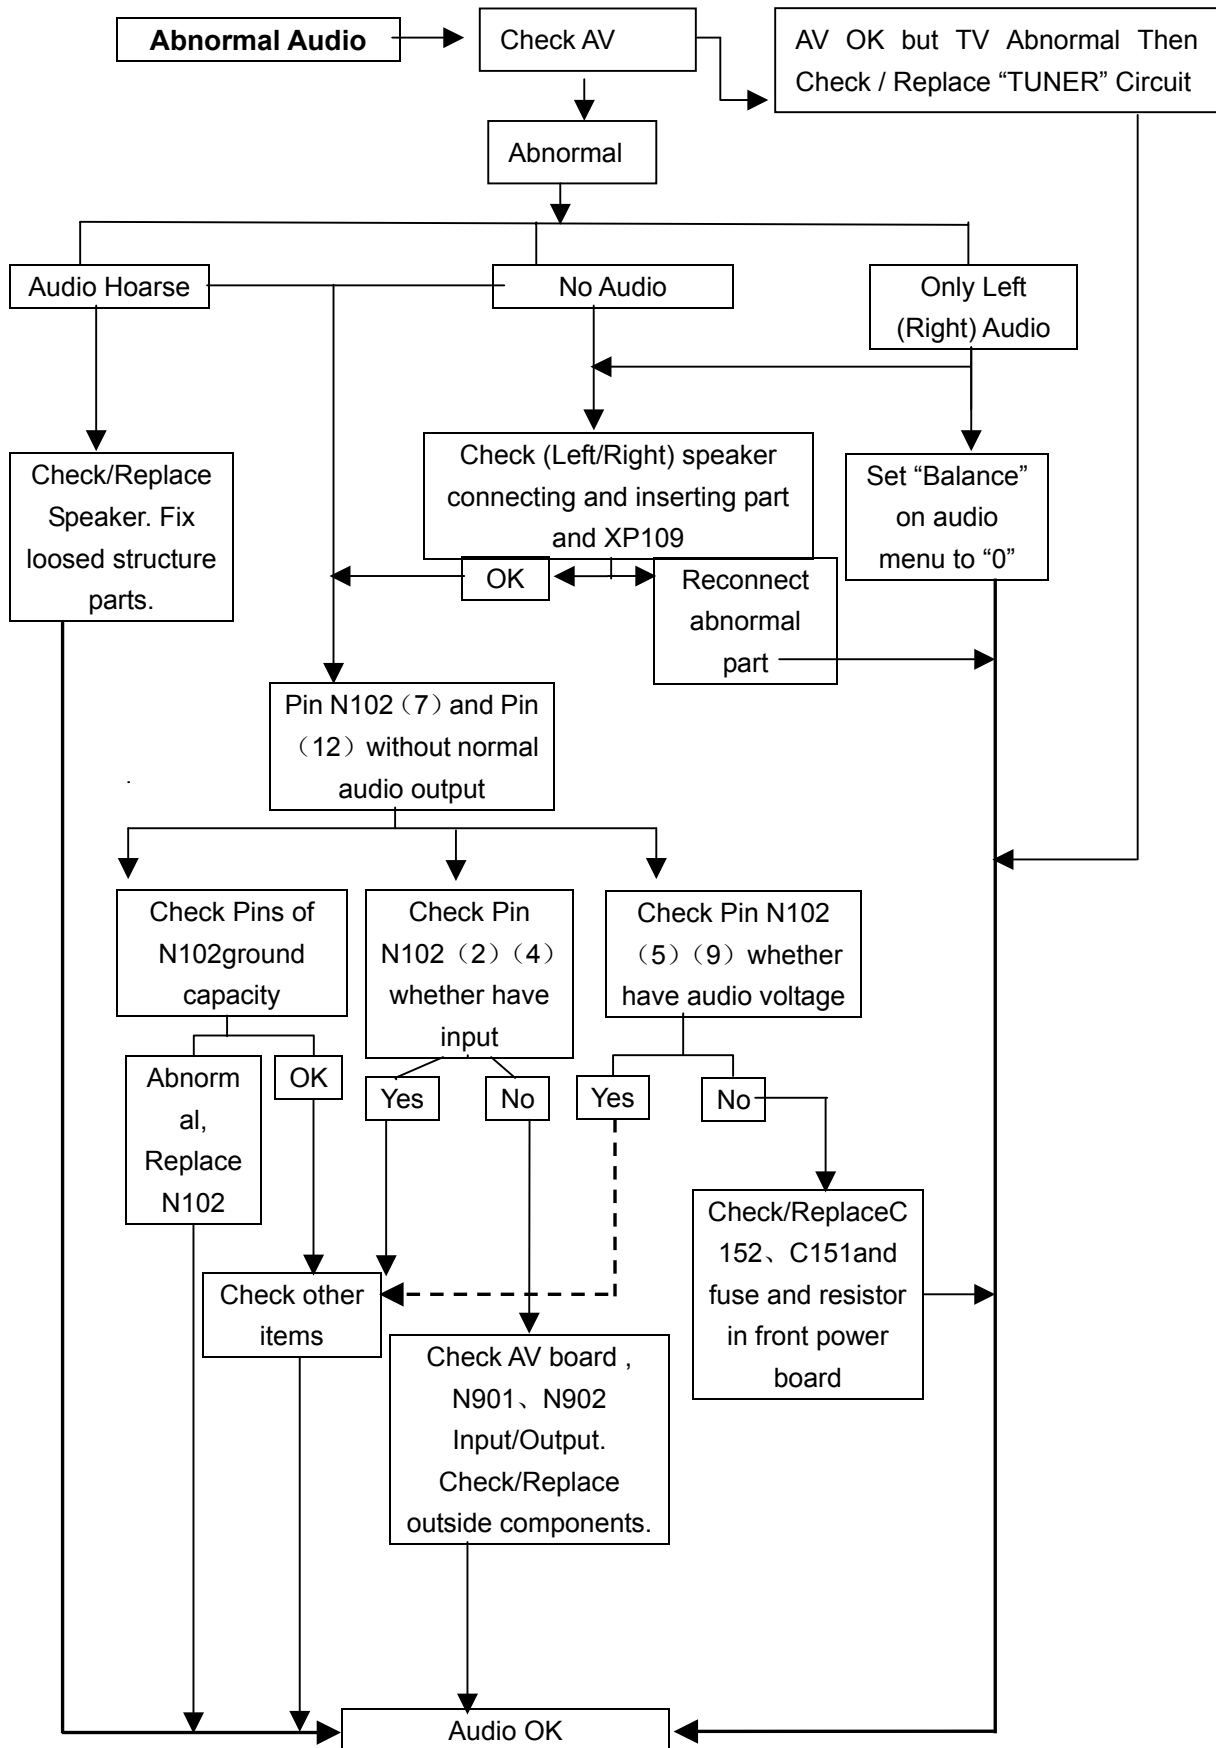 Abnormal Audio
Check AV
AV OK but TV Abnormal Then
Check / Replace “TUNER” Circuit
Abnormal
Audio Hoarse
No Audio
Only Left
(Right) Audio
Check/Replace
Speaker. Fix
loosed structure
parts.
Check (Left/Right) speaker
connecting and inserting part
and XP109
Set “Balance”
on audio
menu to “0”
OK
Reconnect
abnormal
part
Pin N102（7）and Pin
（12）without normal
audio output
Check Pins of
N102ground
capacity
Check Pin
N102（2）(4）
whether have
input
Check Pin N102
（5）(9）whether
have audio voltage
Abnorm
al,
Replace
N102
OK
Yes
No
Yes
No
Check/ReplaceC
152、C151and
fuse and resistor
in front power
board
Check other
items
Check AV board ,
N901、N902
Input/Output.
Check/Replace
outside components.
Audio OK